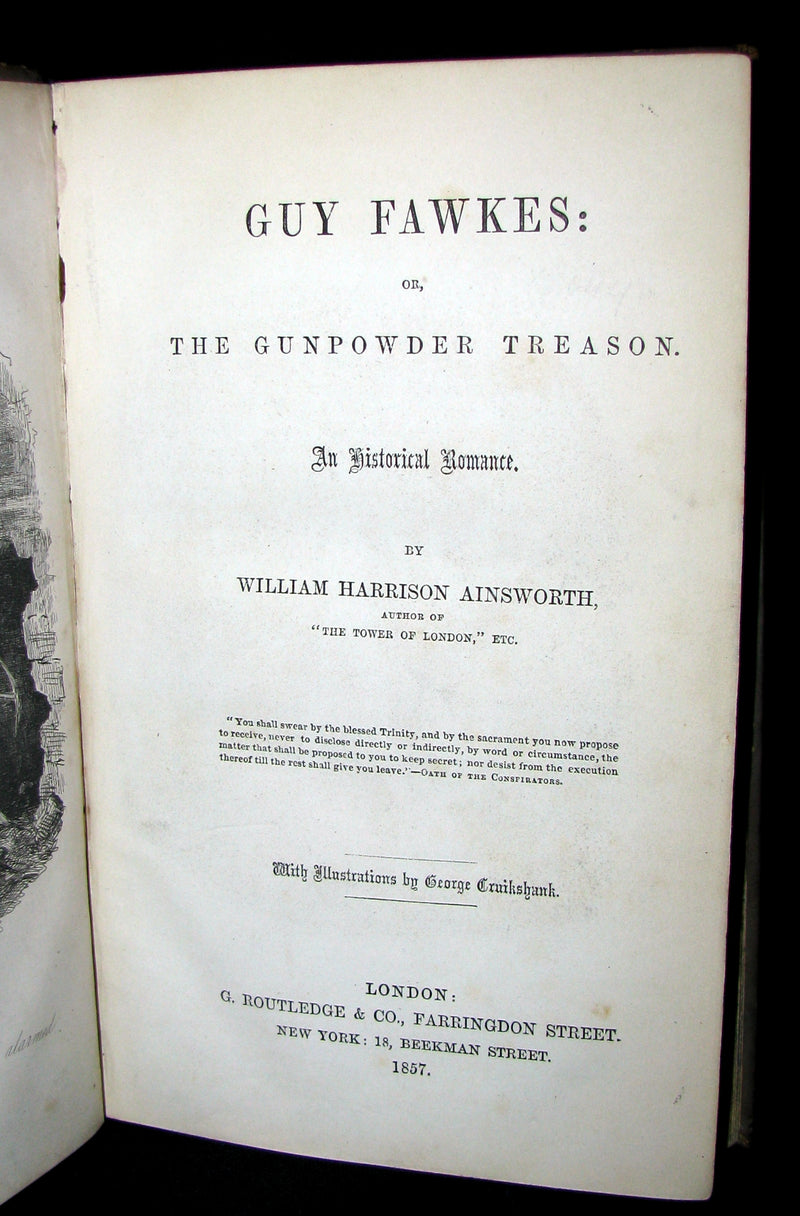 GUY FAWKES:
OR,
THE GUNPOWDER TREASON.
An Historical Romance.
BY
WILLIAM HARRISON AINSWORTH,
AUTHOR OF
"THE TOWER OF LONDON," ETC.
"You shall swear by the blessed Trinity, and by the sacrament you now propose
to receive, never to disclose directly or indirectly, by word or circumstance, the
matter that shall be proposed to you to keep secret; nor desist from the execution
thereof till the rest shall give you leave."—OATH OF THE CONSPIRATORS.
With Illustrations by George Cruikshank.
LONDON:
G. ROUTLEDGE & CO., FARRINGDON STREET.
NEW YORK: 18, BEEKMAN STREET.
1857.
alarmed